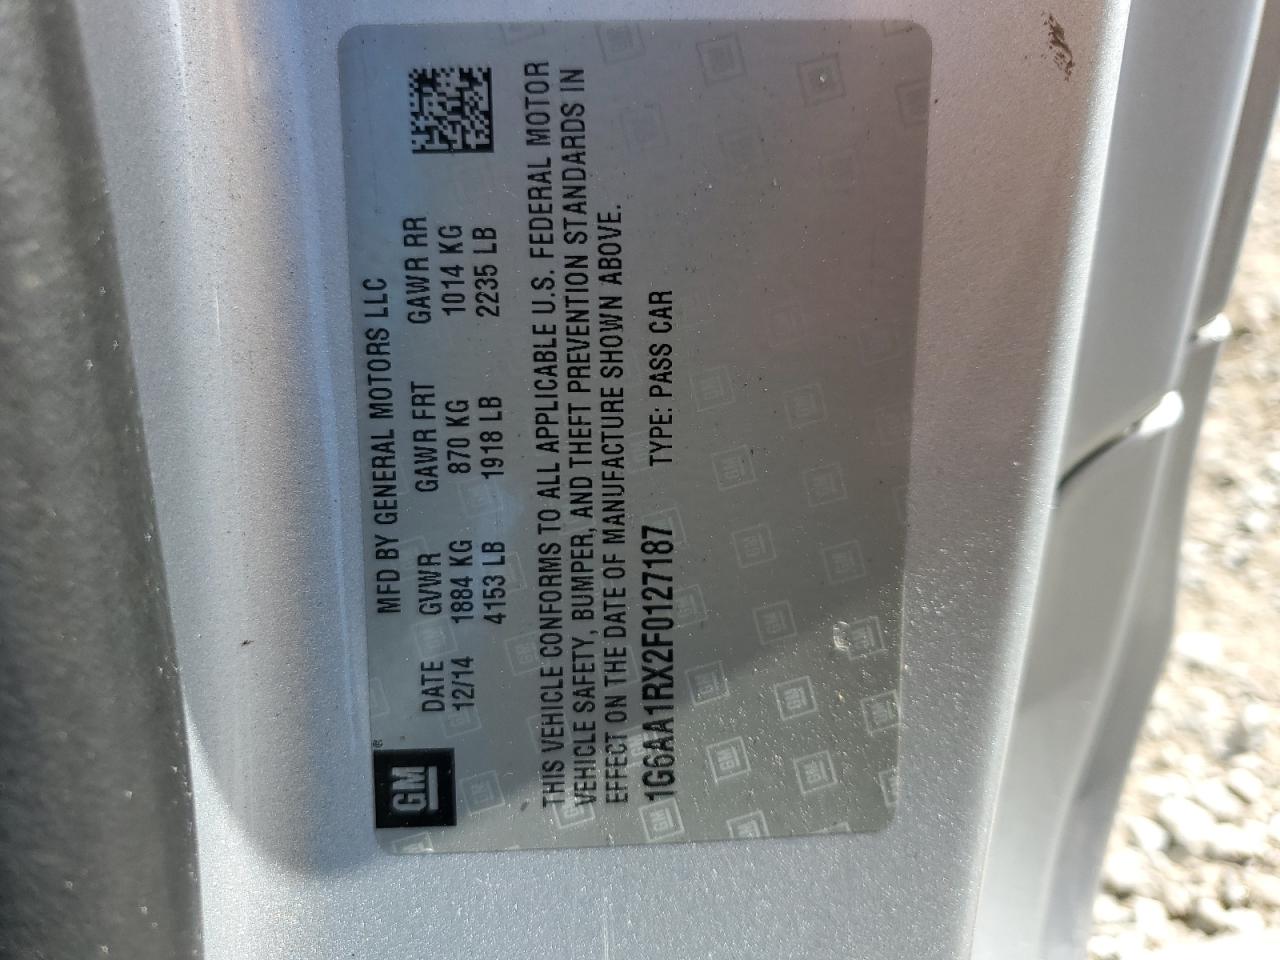 GM®
MFD BY GENERAL MOTORS LLC
DATE GVWR GAWR FRT GAWR RR
12/14 1884 KG 870 KG 1014 KG
4153 LB 1918 LB 2235 LB
THIS VEHICLE CONFORMS TO ALL APPLICABLE U.S. FEDERAL MOTOR
VEHICLE SAFETY, BUMPER, AND THEFT PREVENTION STANDARDS IN
EFFECT ON THE DATE OF MANUFACTURE SHOWN ABOVE.
1G6AA1RX2F0127187 TYPE: PASS CAR